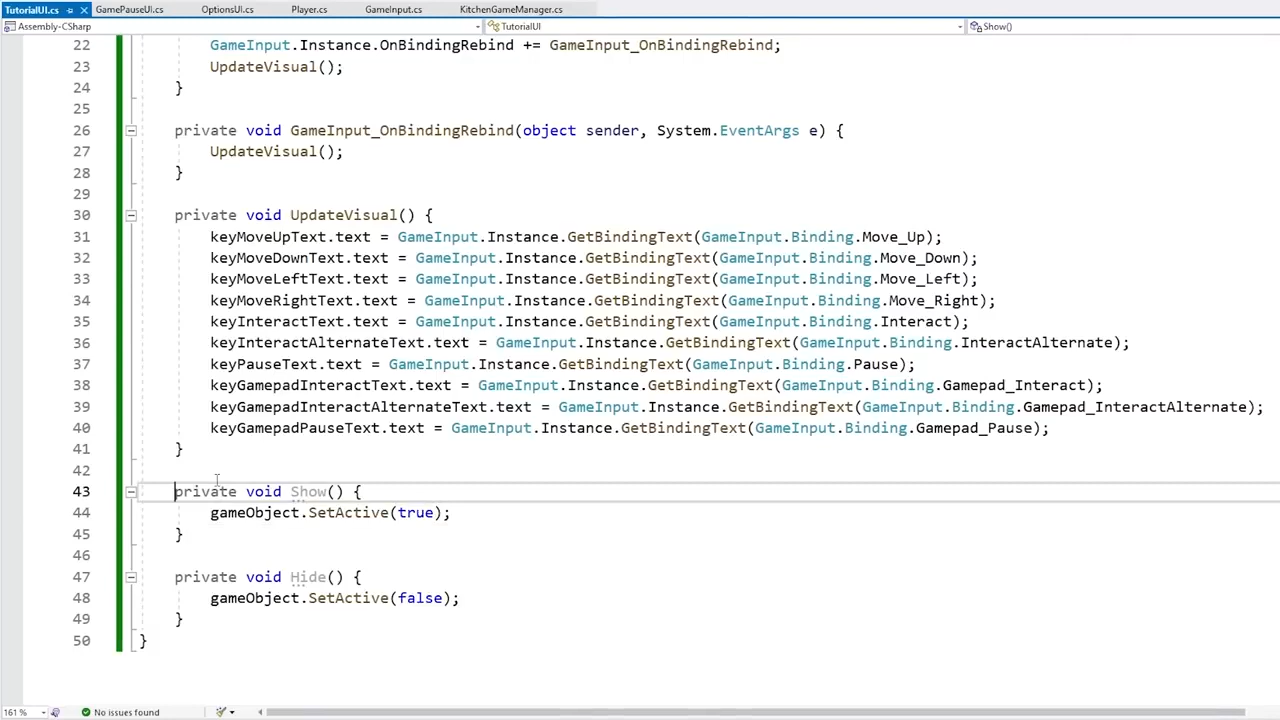 TutorialUI.cs GamePauseUI.cs OptionsUI.cs Player.cs GameInput.cs KitchenGameManager.cs
Assembly-CSharp TutorialUI Show()
22 GameInput.Instance.OnBindingRebind += GameInput_OnBindingRebind;
23 UpdateVisual();
24 }
25
26 private void GameInput_OnBindingRebind(object sender, System.EventArgs e) {
27 UpdateVisual();
28 }
29
30 private void UpdateVisual() {
31 keyMoveUpText.text = GameInput.Instance.GetBindingText(GameInput.Binding.Move_Up);
32 keyMoveDownText.text = GameInput.Instance.GetBindingText(GameInput.Binding.Move_Down);
33 keyMoveLeftText.text = GameInput.Instance.GetBindingText(GameInput.Binding.Move_Left);
34 keyMoveRightText.text = GameInput.Instance.GetBindingText(GameInput.Binding.Move_Right);
35 keyInteractText.text = GameInput.Instance.GetBindingText(GameInput.Binding.Interact);
36 keyInteractAlternateText.text = GameInput.Instance.GetBindingText(GameInput.Binding.InteractAlternate);
37 keyPauseText.text = GameInput.Instance.GetBindingText(GameInput.Binding.Pause);
38 keyGamepadInteractText.text = GameInput.Instance.GetBindingText(GameInput.Binding.Gamepad_Interact);
39 keyGamepadInteractAlternateText.text = GameInput.Instance.GetBindingText(GameInput.Binding.Gamepad_InteractAlternate);
40 keyGamepadPauseText.text = GameInput.Instance.GetBindingText(GameInput.Binding.Gamepad_Pause);
41 }
42
43 private void Show() {
44 gameObject.SetActive(true);
45 }
46
47 private void Hide() {
48 gameObject.SetActive(false);
49 }
50 }
161 % No issues found